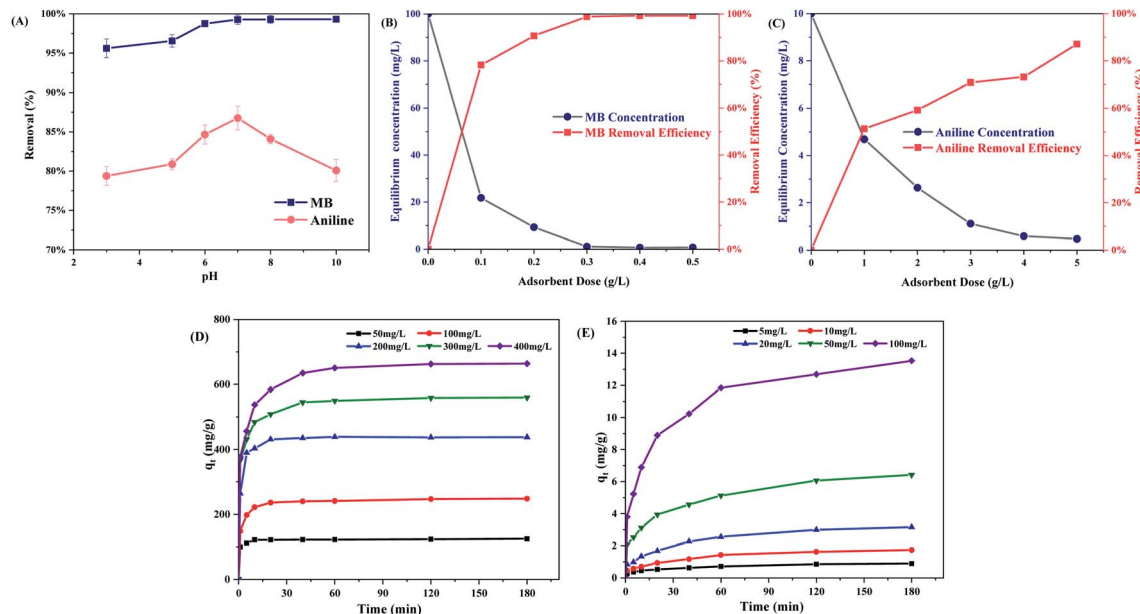 (A)
100%
95%
90%
85%
80%
75%
70%
Removal (%)
MB
Aniline
2
4
6
8
10
pH
(B)
100
80
60
40
20
0
Equilibrium concentration (mg/L)
MB Concentration
MB Removal Efficiency
100%
80%
60%
40%
20%
0%
Removal Efficiency (%)
0.0
0.1
0.2
0.3
0.4
0.5
Adsorbent Dose (g/L)
(C)
10
8
6
4
2
0
Equilibrium Concentration (mg/L)
Aniline Concentration
Aniline Removal Efficiency
100%
80%
60%
40%
20%
0%
Removal Efficiency (%)
0
1
2
3
4
5
Adsorbent Dose (g/L)
(D)
800
600
400
200
0
qt (mg/g)
50mg/L 100mg/L
200mg/L 300mg/L 400mg/L
0
30
60
90
120
150
180
Time (min)
(E)
16
14
12
10
8
6
4
2
0
qt (mg/g)
5mg/L 10mg/L
20mg/L 50mg/L 100mg/L
0
30
60
90
120
150
180
Time (min)